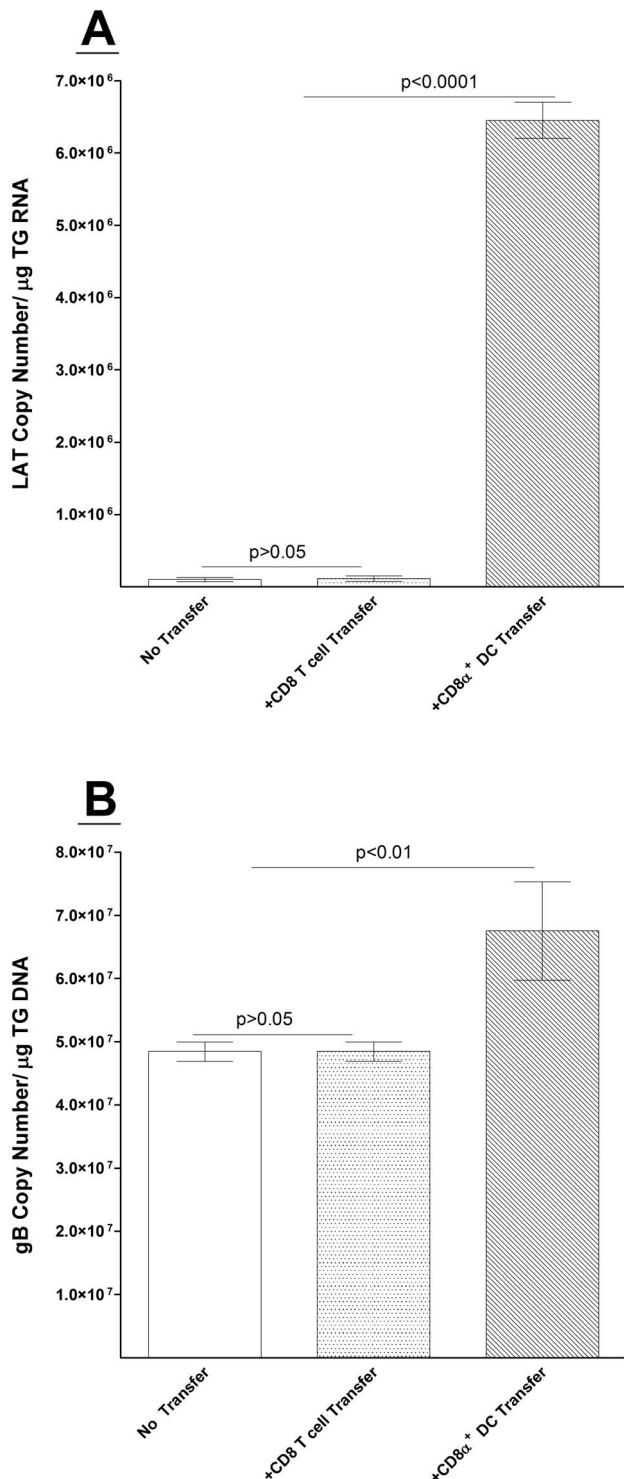 A
LAT Copy Number/ µg TG RNA
7.0×10⁶
6.0×10⁶
5.0×10⁶
4.0×10⁶
3.0×10⁶
2.0×10⁶
1.0×10⁶
p<0.0001
p>0.05
No Transfer
+CD8 T cell Transfer
+CD8α⁺ DC Transfer
B
gB Copy Number/ µg TG DNA
8.0×10⁷
7.0×10⁷
6.0×10⁷
5.0×10⁷
4.0×10⁷
3.0×10⁷
2.0×10⁷
1.0×10⁷
p<0.01
p>0.05
No Transfer
+CD8 T cell Transfer
+CD8α⁺ DC Transfer